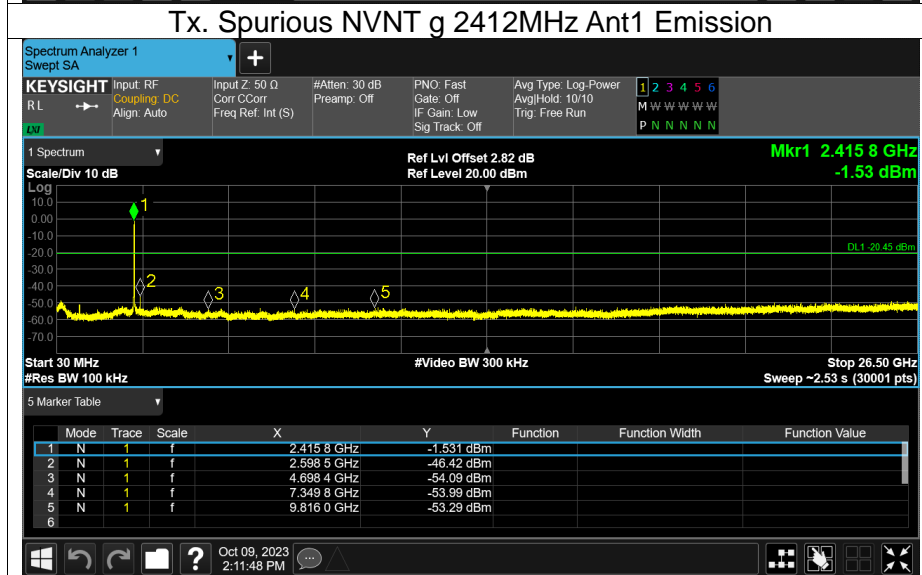 Tx. Spurious NVNT g 2412MHz Ant1 Emission
Spectrum Analyzer 1
Swept SA
+
KEYSIGHT Input: RF Input Z: 50 Ω #Atten: 30 dB PNO: Fast Avg Type: Log-Power 1 2 3 4 5 6
R L Coupling: DC Corr CCorr Preamp: Off Gate: Off Avg|Hold: 10/10 M W W W W W
Align: Auto Freq Ref: Int (S) IF Gain: Low Trig: Free Run
LXI Sig Track: Off P N N N N N
1 Spectrum Ref Lvl Offset 2.82 dB Mkr1 2.415 8 GHz
Scale/Div 10 dB Ref Level 20.00 dBm -1.53 dBm
Log
10.0 1
0.00
-10.0
-20.0 DL1 -20.45 dBm
-30.0
-40.0 2
-50.0 3 4 5
-60.0
-70.0
Start 30 MHz #Video BW 300 kHz Stop 26.50 GHz
#Res BW 100 kHz Sweep ~2.53 s (30001 pts)
5 Marker Table
Mode Trace Scale X Y Function Function Width Function Value
1 N 1 f 2.415 8 GHz -1.531 dBm
2 N 1 f 2.598 5 GHz -46.42 dBm
3 N 1 f 4.698 4 GHz -54.09 dBm
4 N 1 f 7.349 8 GHz -53.99 dBm
5 N 1 f 9.816 0 GHz -53.29 dBm
6
? Oct 09, 2023
2:11:48 PM